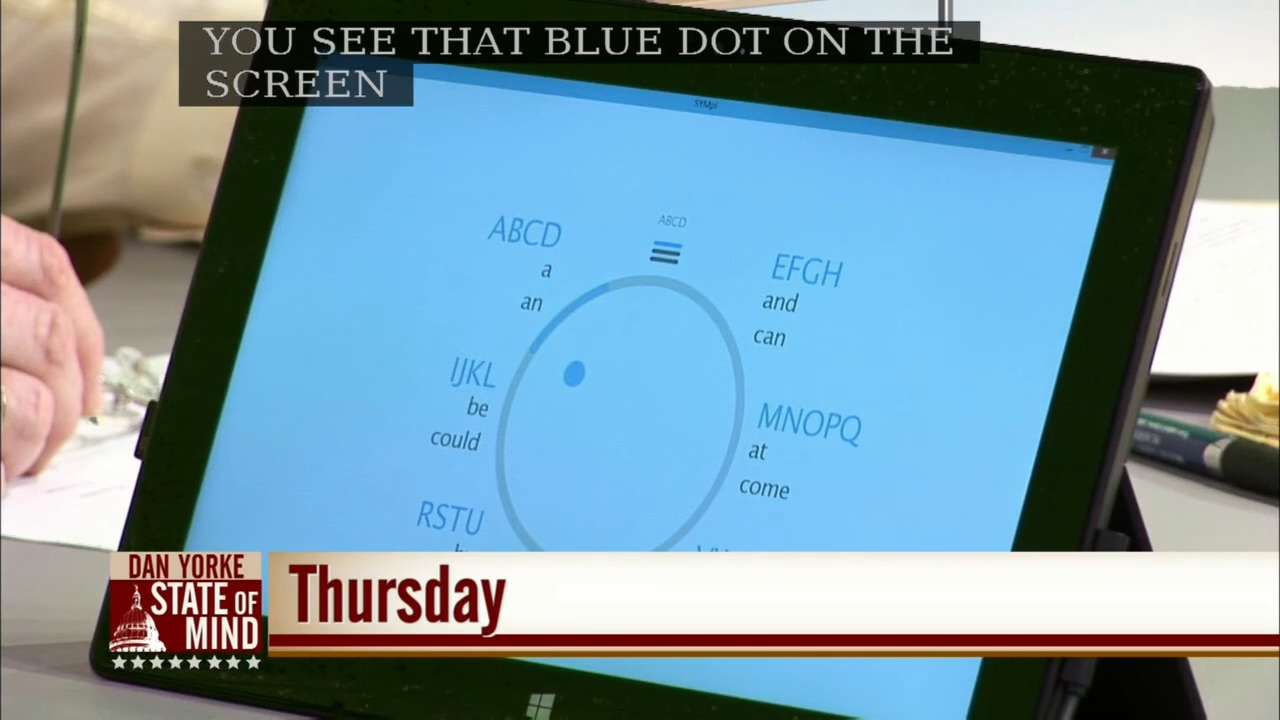 YOU SEE THAT BLUE DOT ON THE
SCREEN
SYMpl
ABCD
ABCD
a
an
EFGH
and
can
IJKL
be
could
MNOPQ
at
come
RSTU
DAN YORKE
STATE OF
MIND
Thursday